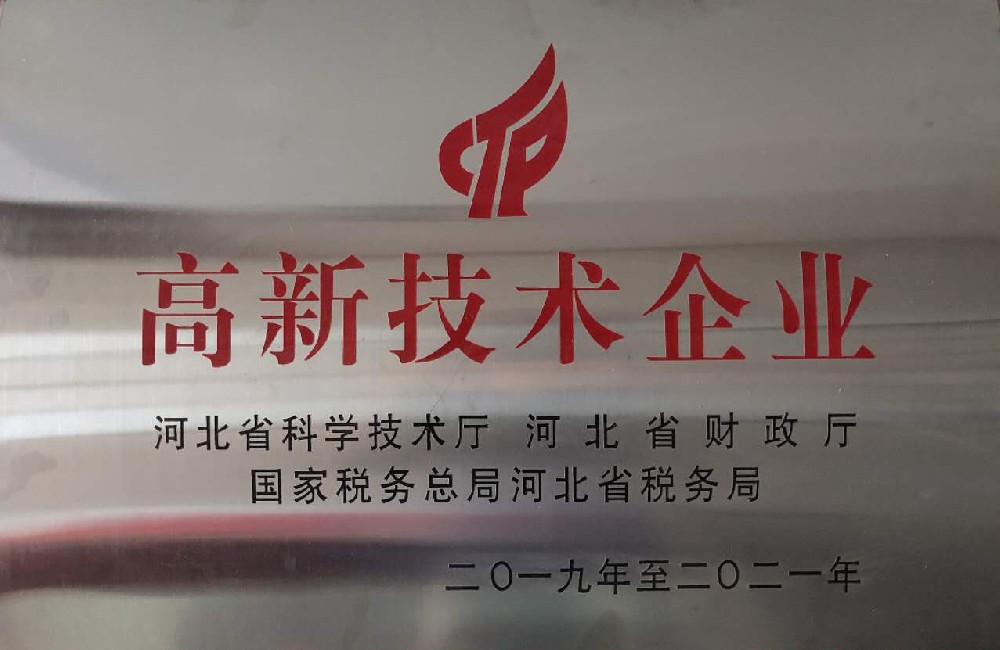 CTP
高新技术企业
河北省科学技术厅 河北省财政厅
国家税务总局河北省税务局
二〇一九年至二〇二一年